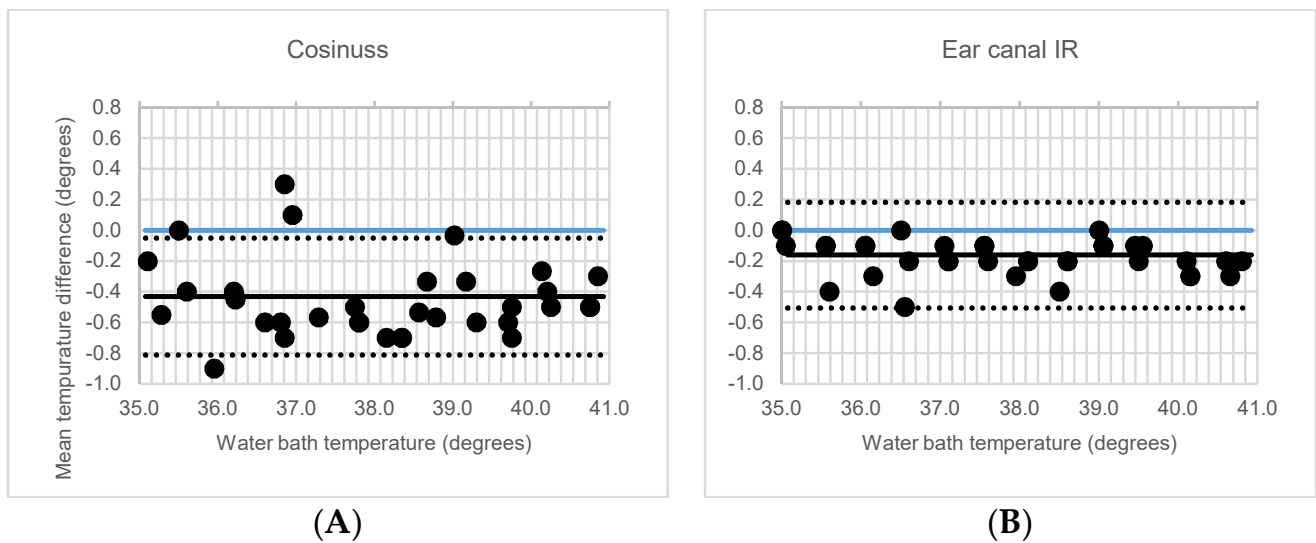 Cosinuss
Mean tempurature difference (degrees)
0.8
0.6
0.4
0.2
0.0
-0.2
-0.4
-0.6
-0.8
-1.0
35.0 36.0 37.0 38.0 39.0 40.0 41.0
Water bath temperature (degrees)
(A)
Ear canal IR
0.8
0.6
0.4
0.2
0.0
-0.2
-0.4
-0.6
-0.8
-1.0
35.0 36.0 37.0 38.0 39.0 40.0 41.0
Water bath temperature (degrees)
(B)